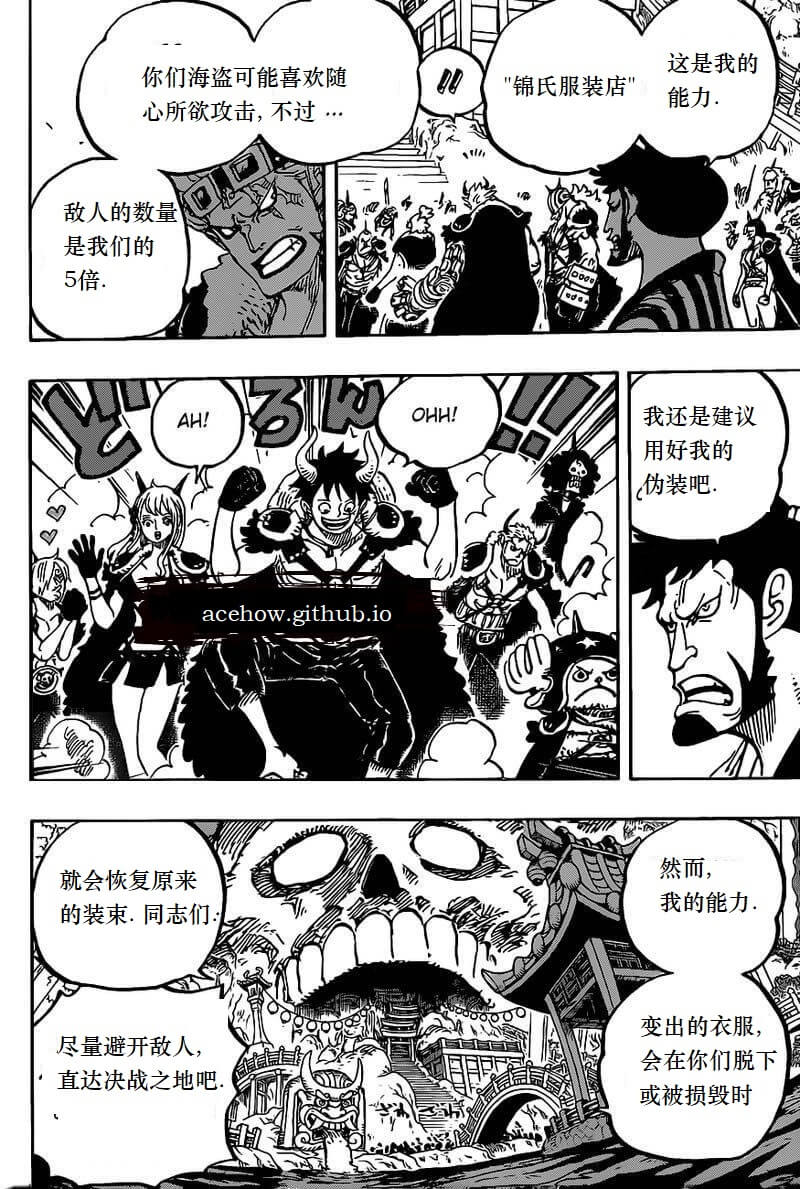 这是我的
能力.
"锦氏服装店"
!!
你们海盗可能喜欢随
心所欲攻击, 不过 ...
敌人的数量
是我们的
5倍.
我还是建议
用好我的
伪装吧.
どろん!!
OHH!
AH!
acehow.github.io
然而,
我的能力.
变出的衣服,
会在你们脱下
或被损毁时
就会恢复原来
的装束. 同志们.
尽量避开敌人,
直达决战之地吧.